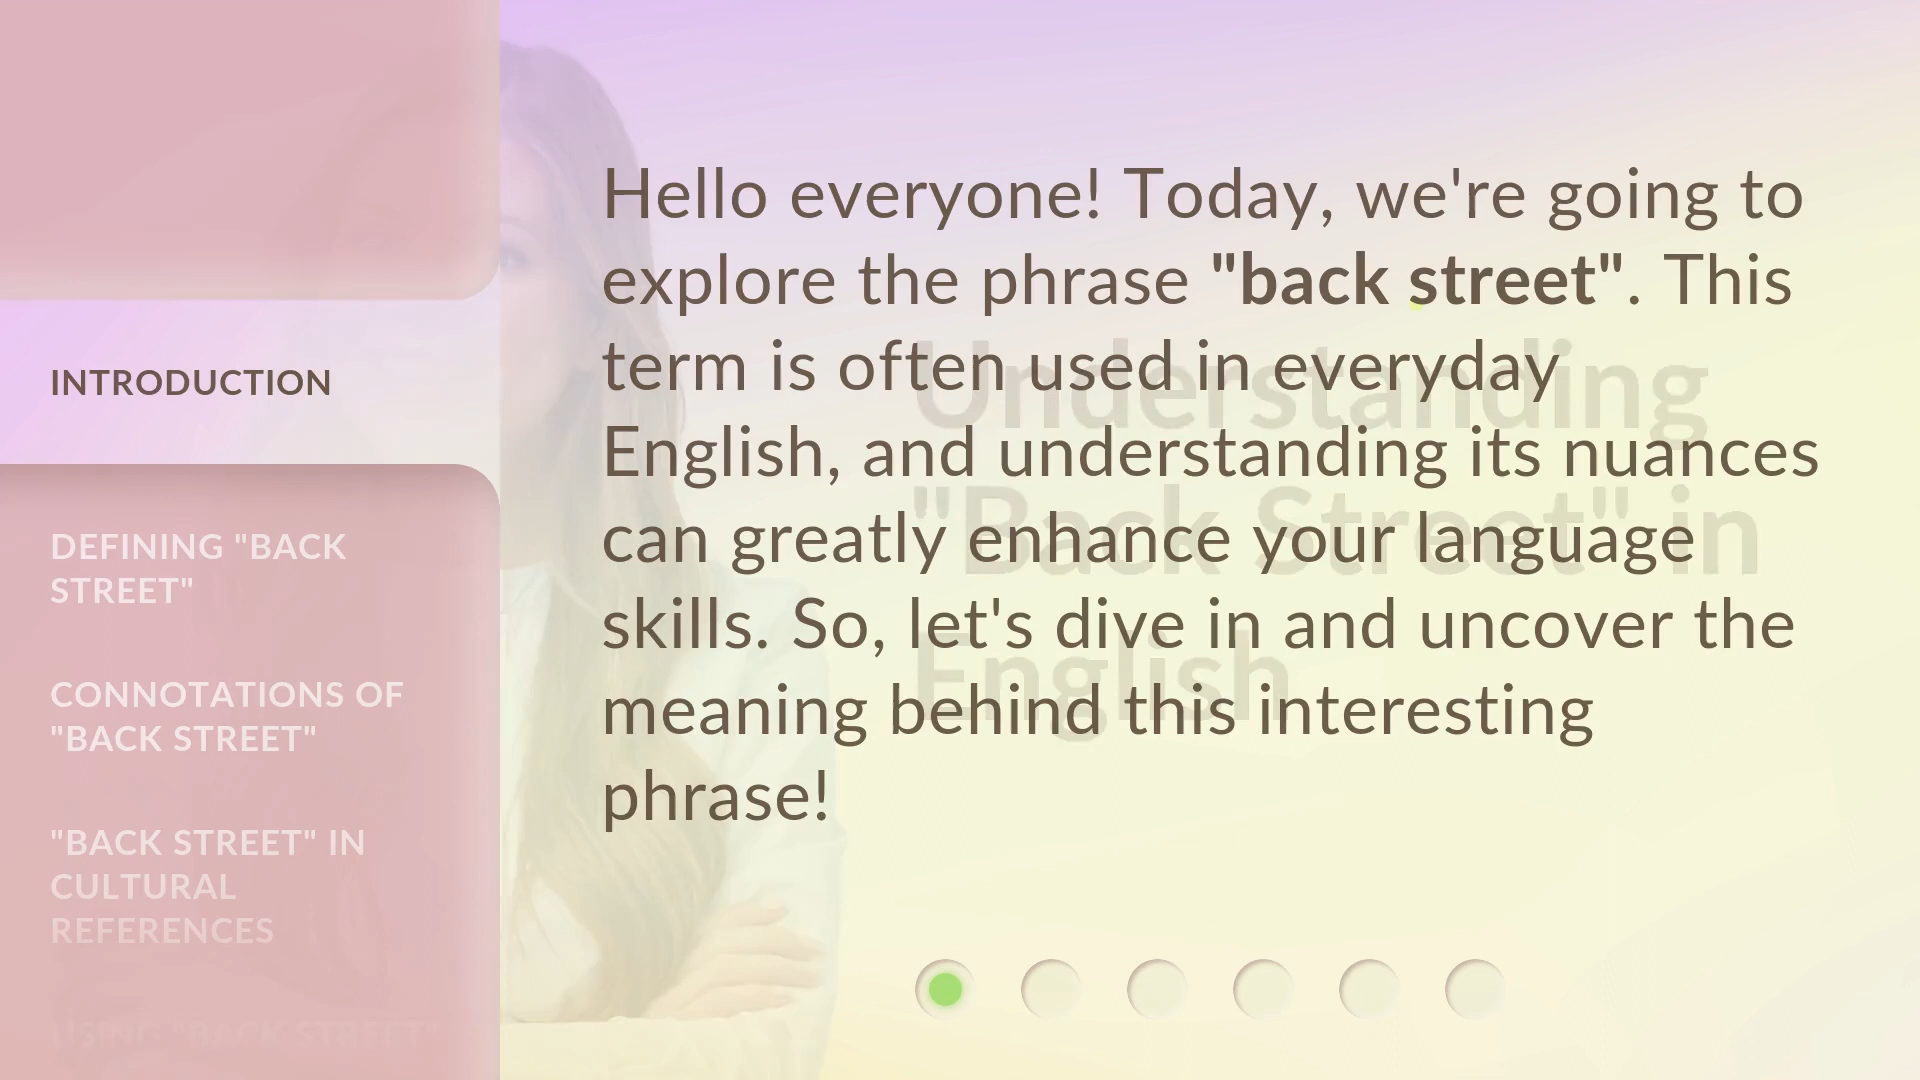 INTRODUCTION
DEFINING "BACK
STREET"
CONNOTATIONS OF
"BACK STREET"
"BACK STREET" IN
CULTURAL
REFERENCES
USING "BACK STREET"
Hello everyone! Today, we're going to
explore the phrase "back street". This
term is often used in everyday
English, and understanding its nuances
can greatly enhance your language
skills. So, let's dive in and uncover the
meaning behind this interesting
phrase!
Understanding
"Back Street" in
English